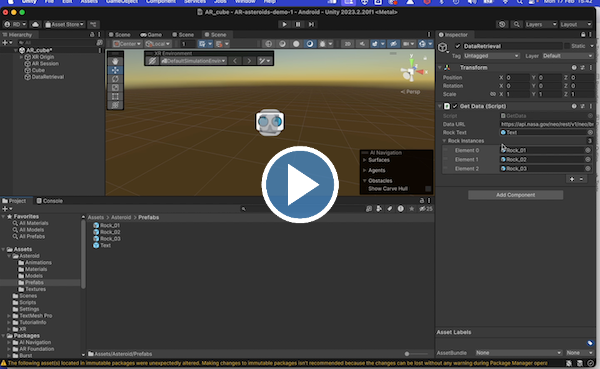 Unity File Edit Assets GameObject Component Services Jobs Window Help
AR_cube - AR-asteroids-demo-1 - Android - Unity 2023.2.20f1 <Metal>
RD Asset Store Layers Layout
Hierarchy Scene Game Scene Scene Inspector
AR_cube*
XR Origin
AR Session
Cube
DataRetrieval
Center Local 2D
XR Environment
DefaultSimulationEnvir
Persp
AI Navigation
Surfaces
Agents
Obstacles
Show Carve Hull
DataRetrieval Static
Tag Untagged Layer Default
Transform
Position X 0 Y 0 Z 0
Rotation X 0 Y 0 Z 0
Scale X 1 Y 1 Z 1
Get Data (Script)
Script GetData
Data URL https://api.nasa.gov/neo/rest/v1/neo/br
Rock Text Text
Rock Instances 3
Element 0 Rock_01
Element 1 Rock_02
Element 2 Rock_03
Add Component
Project Console
Favorites
All Materials
All Models
All Prefabs
Assets
Asteroid
Animations
Materials
Models
Prefabs
Textures
Scenes
Scripts
Settings
TextMesh Pro
TutorialInfo
XR
Packages
AI Navigation
AR Foundation
Burst
Assets > Asteroid > Prefabs
Rock_01
Rock_02
Rock_03
Text
25
Assets/Asteroid/Prefabs
Asset Labels
AssetBundle None None
The following asset(s) located in immutable packages were unexpectedly altered. Making changes to immutable packages isn't recommended because the changes can be lost without any warning during Package Manager opera